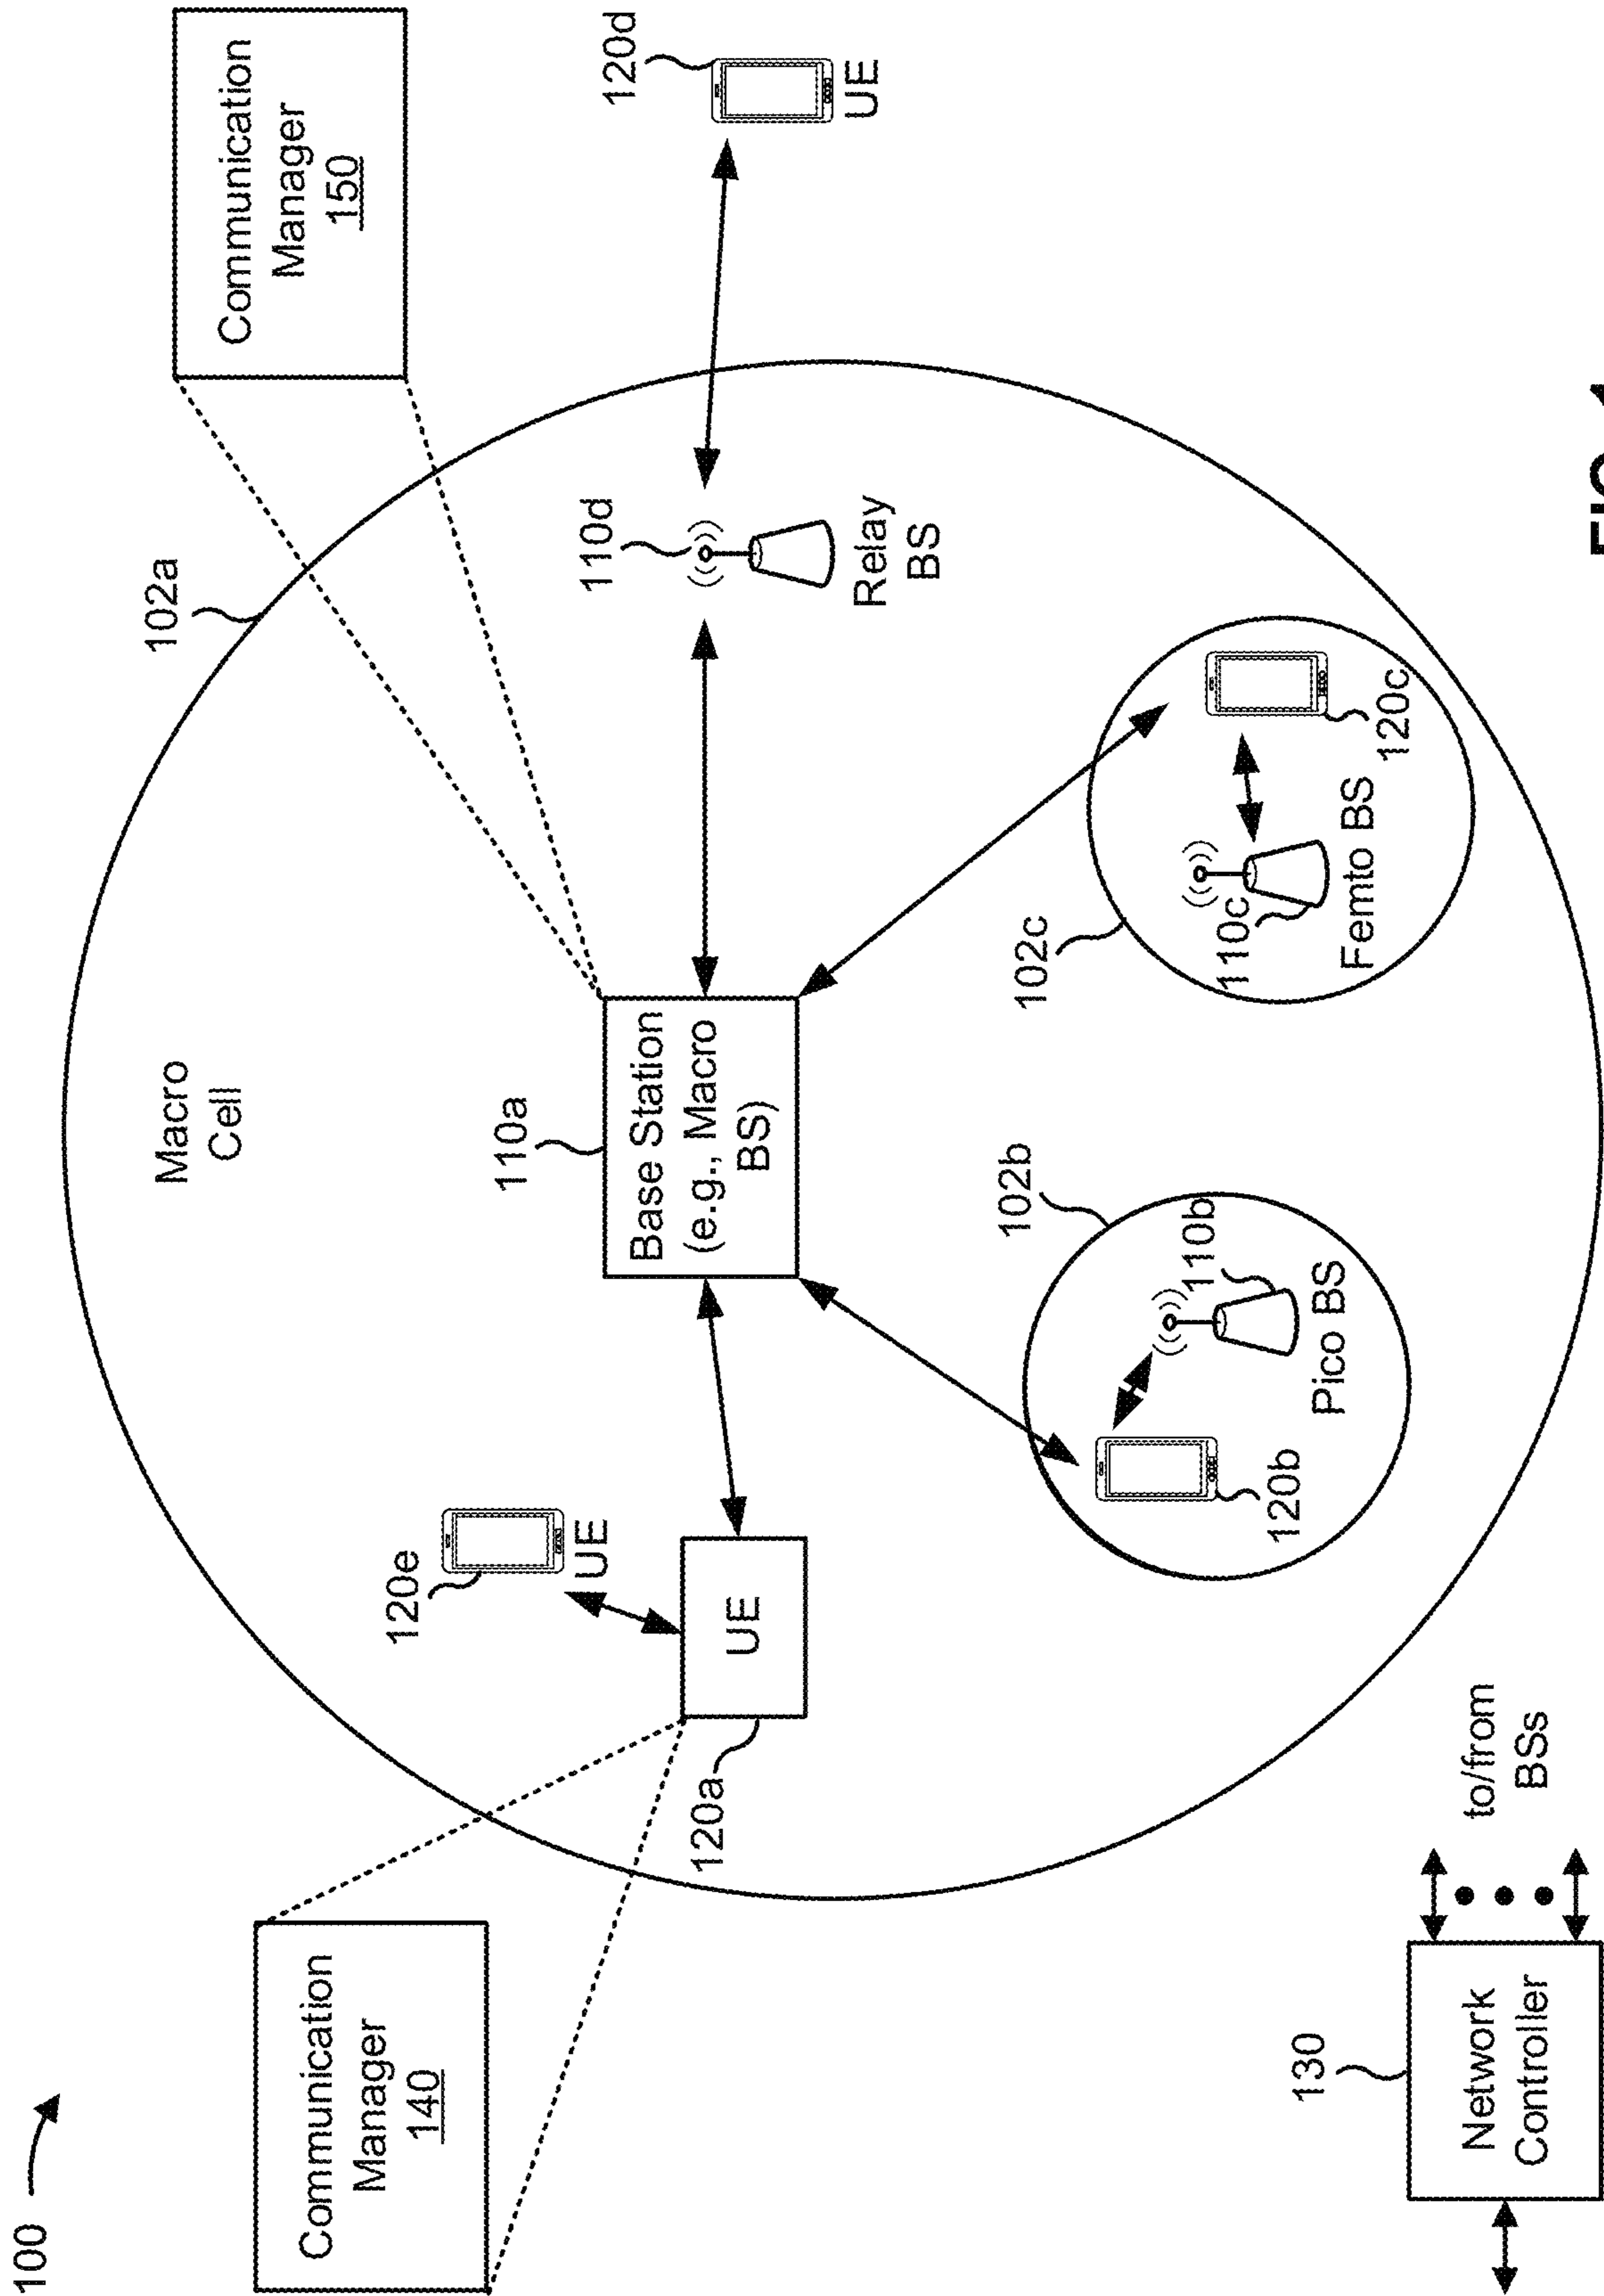 100
Communication
Manager
150
Communication
Manager
140
102a
Macro
Cell
120d
UE
110d
Relay
BS
110a
Base Station
(e.g., Macro
BS)
120e
UE
UE
120a
102c
110c
Femto BS
120c
102b
110b
Pico BS
120b
130
Network
Controller
to/from
BSs